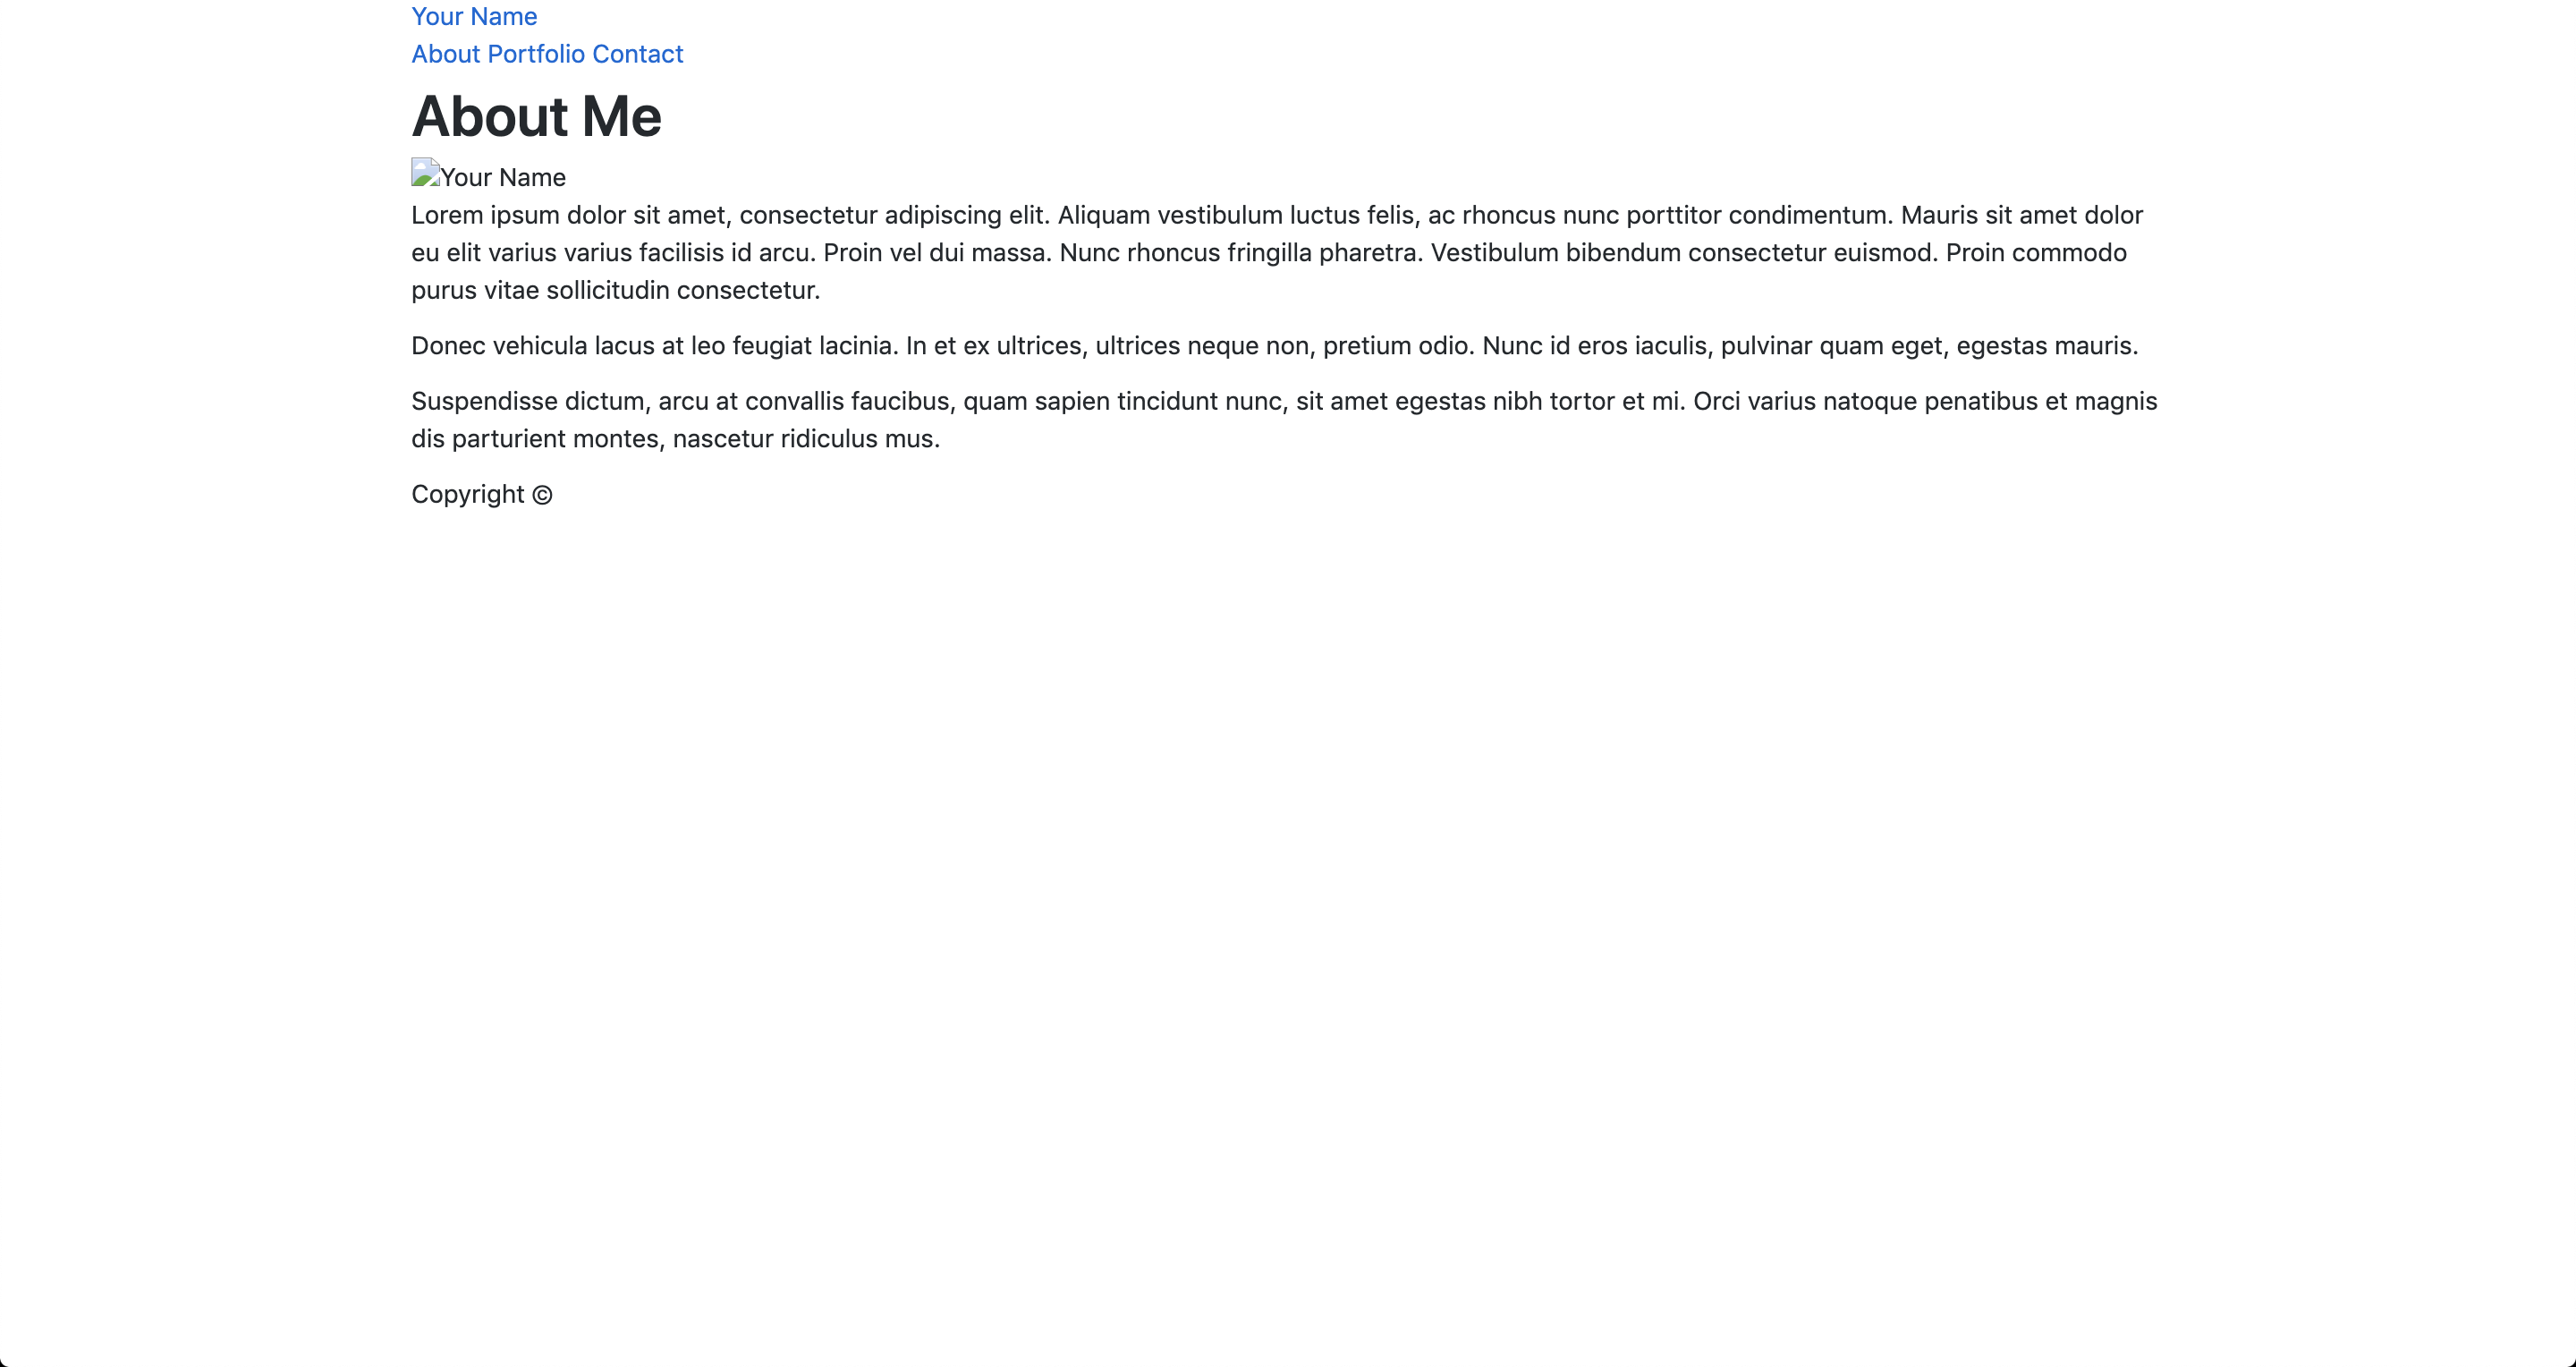 Your Name
About Portfolio Contact
About Me
Your Name
Lorem ipsum dolor sit amet, consectetur adipiscing elit. Aliquam vestibulum luctus felis, ac rhoncus nunc porttitor condimentum. Mauris sit amet dolor
eu elit varius varius facilisis id arcu. Proin vel dui massa. Nunc rhoncus fringilla pharetra. Vestibulum bibendum consectetur euismod. Proin commodo
purus vitae sollicitudin consectetur.
Donec vehicula lacus at leo feugiat lacinia. In et ex ultrices, ultrices neque non, pretium odio. Nunc id eros iaculis, pulvinar quam eget, egestas mauris.
Suspendisse dictum, arcu at convallis faucibus, quam sapien tincidunt nunc, sit amet egestas nibh tortor et mi. Orci varius natoque penatibus et magnis
dis parturient montes, nascetur ridiculus mus.
Copyright ©